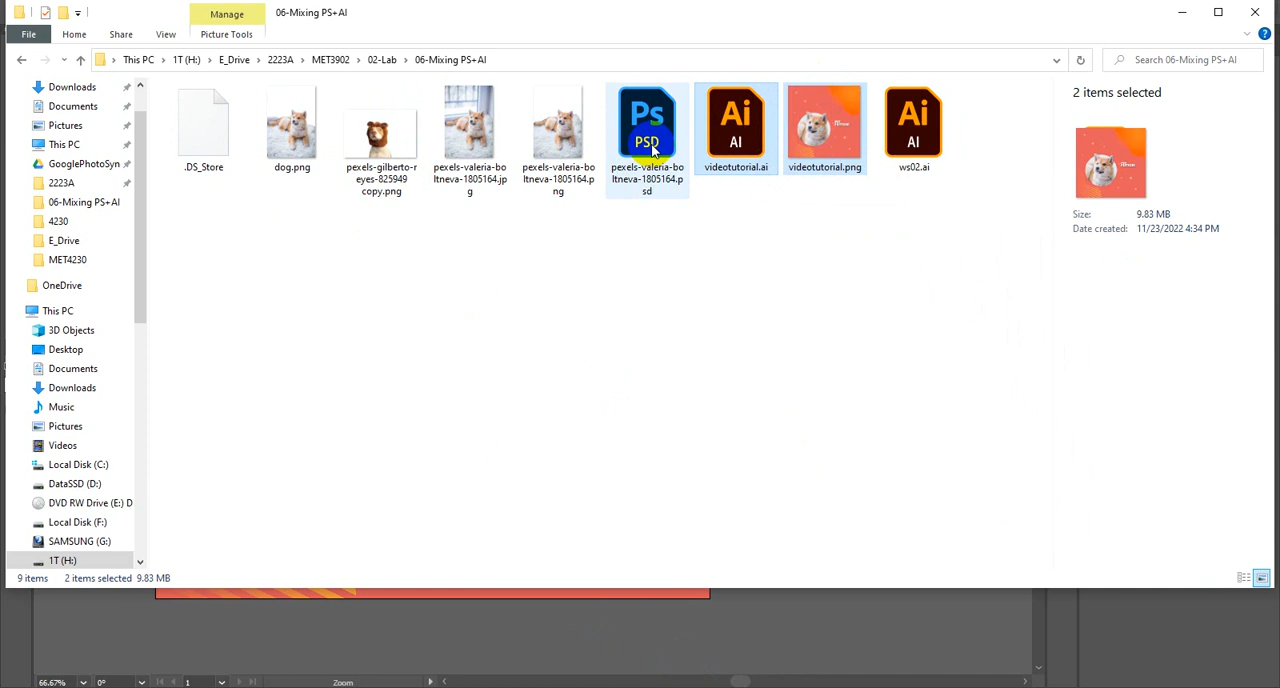 Manage
06-Mixing PS+AI
File
Home
Share
View
Picture Tools
This PC
1T (H:)
E_Drive
2223A
MET3902
02-Lab
06-Mixing PS+AI
Search 06-Mixing PS+AI
Downloads
Documents
Pictures
This PC
GooglePhotoSyn
2223A
06-Mixing PS+AI
4230
E_Drive
MET4230
OneDrive
This PC
3D Objects
Desktop
Documents
Downloads
Music
Pictures
Videos
Local Disk (C:)
DataSSD (D:)
DVD RW Drive (E:) D
Local Disk (F:)
SAMSUNG (G:)
1T (H:)
.DS_Store
dog.png
pexels-gilberto-r
eyes-825949
copy.png
pexels-valeria-bo
ltneva-1805164.jp
g
pexels-valeria-bo
ltneva-1805164.p
ng
Ps
PSD
pexels-valeria-bo
ltneva-1805164.p
sd
Ai
AI
videotutorial.ai
videotutorial.png
Ai
AI
ws02.ai
2 items selected
Size: 9.83 MB
Date created: 11/23/2022 4:34 PM
9 items 2 items selected 9.83 MB
66.67% 0° 1 Zoom